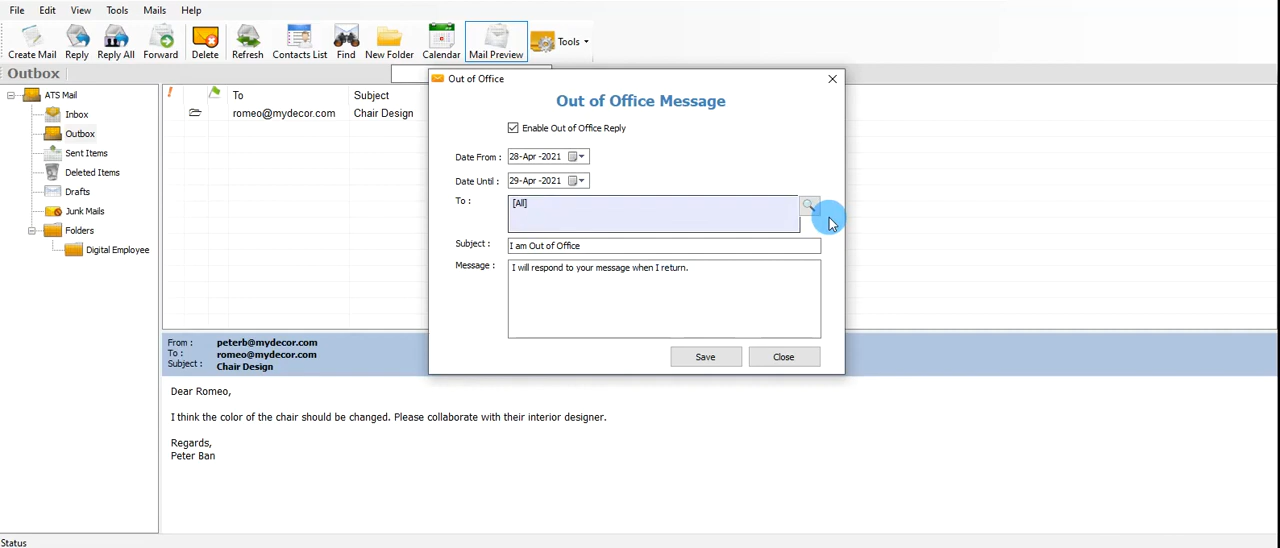 File Edit View Tools Mails Help
Create Mail Reply Reply All Forward Delete Refresh Contacts List Find New Folder Calendar Mail Preview Tools
Outbox
ATS Mail
Inbox
Outbox
Sent Items
Deleted Items
Drafts
Junk Mails
Folders
Digital Employee
! To Subject
romeo@mydecor.com Chair Design
Out of Office
Out of Office Message
Enable Out of Office Reply
Date From : 28-Apr -2021
Date Until : 29-Apr -2021
To : [All]
Subject : I am Out of Office
Message : I will respond to your message when I return.
Save Close
From : peterb@mydecor.com
To : romeo@mydecor.com
Subject : Chair Design
Dear Romeo,
I think the color of the chair should be changed. Please collaborate with their interior designer.
Regards,
Peter Ban
Status